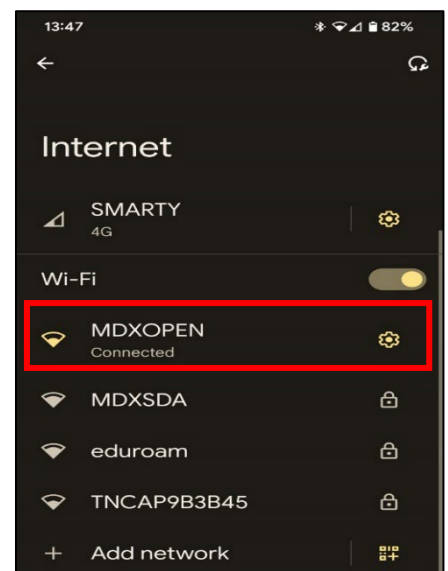 13:47 82%
Internet
SMARTY
4G
Wi-Fi
MDXOPEN
Connected
MDXSDA
eduroam
TNCAP9B3B45
+ Add network